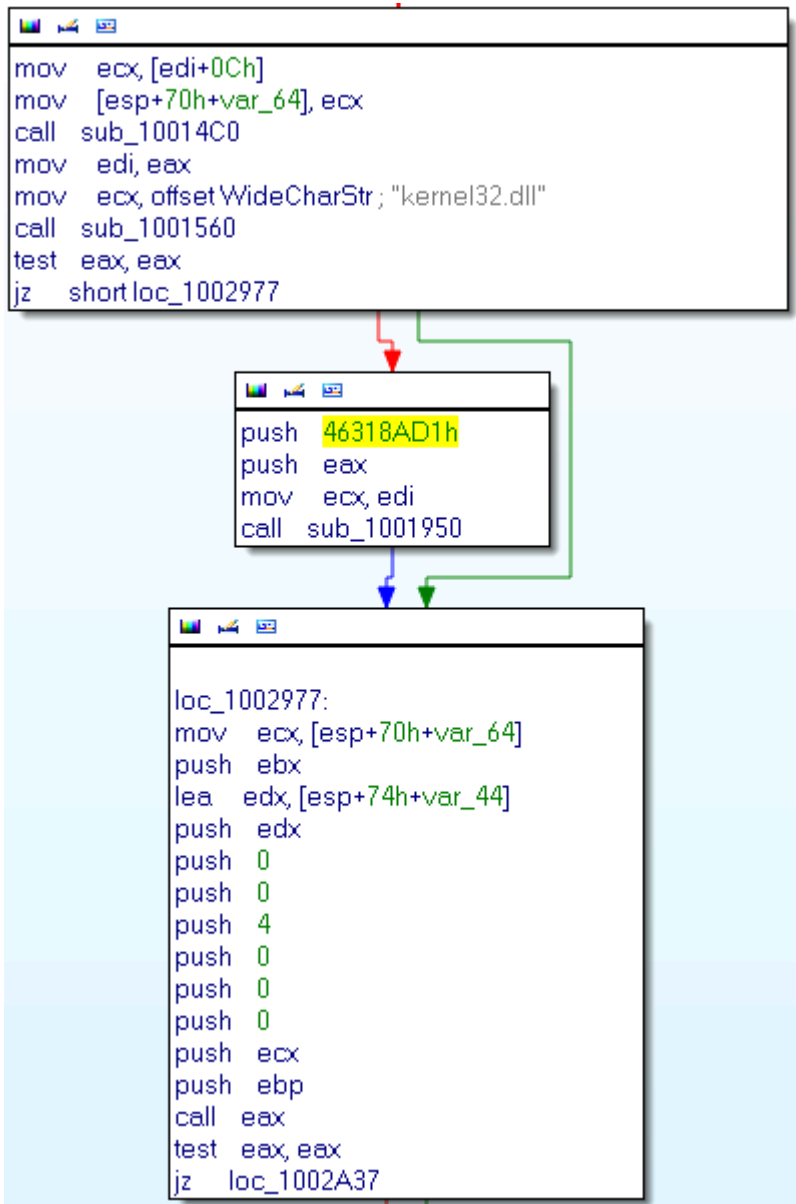 mov ecx, [edi+0Ch]
mov [esp+70h+var_64], ecx
call sub_10014C0
mov edi, eax
mov ecx, offset WideCharStr ; "kernel32.dll"
call sub_1001560
test eax, eax
jz short loc_1002977
push 46318AD1h
push eax
mov ecx, edi
call sub_1001950
loc_1002977:
mov ecx, [esp+70h+var_64]
push ebx
lea edx, [esp+74h+var_44]
push edx
push 0
push 0
push 4
push 0
push 0
push 0
push ecx
push ebp
call eax
test eax, eax
jz loc_1002A37